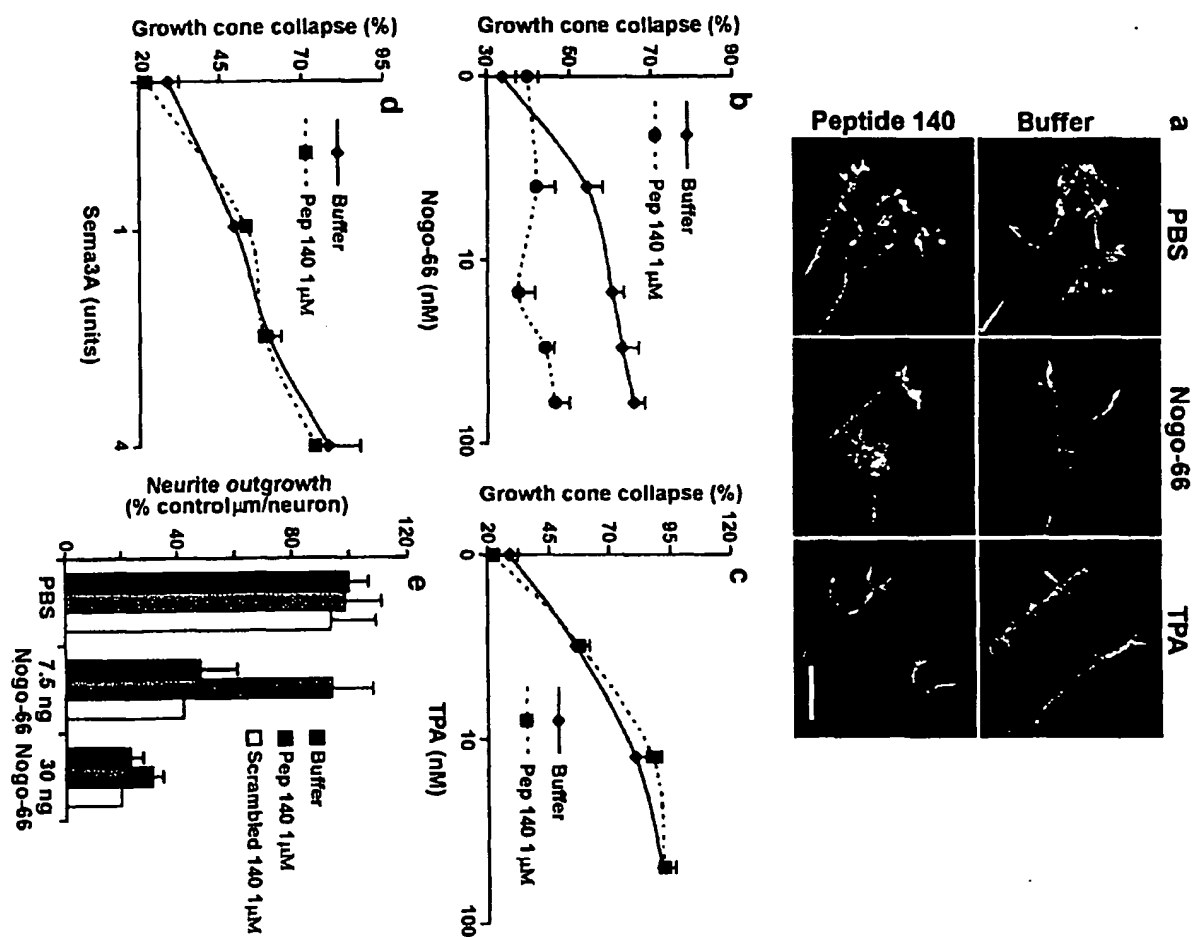 a
PBS
Nogo-66
TPA
Buffer
Peptide 140
b
Growth cone collapse (%)
90
70
50
30
Buffer
Pep 140 1μM
0
10
100
Nogo-66 (nM)
c
Growth cone collapse (%)
120
95
70
45
20
Buffer
Pep 140 1μM
0
10
100
TPA (nM)
d
Growth cone collapse (%)
95
70
45
20
Buffer
Pep 140 1μM
1
4
Sema3A (units)
e
Neurite outgrowth
(% control μm/neuron)
120
80
40
0
Buffer
Pep 140 1μM
Scrambled 140 1μM
PBS
7.5 ng
Nogo-66
30 ng
Nogo-66